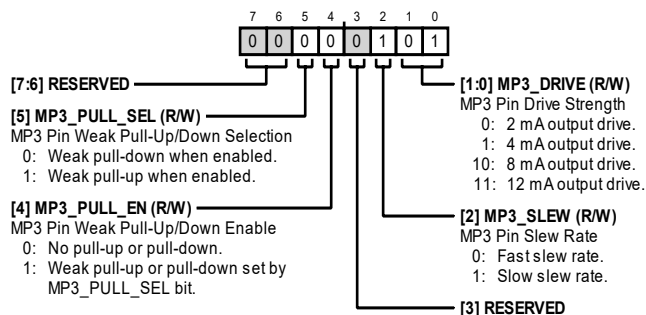 7 6 5 4 3 2 1 0
0 0 0 0 0 1 0 1
[7:6] RESERVED
[5] MP3_PULL_SEL (R/W)
MP3 Pin Weak Pull-Up/Down Selection
0: Weak pull-down when enabled.
1: Weak pull-up when enabled.
[4] MP3_PULL_EN (R/W)
MP3 Pin Weak Pull-Up/Down Enable
0: No pull-up or pull-down.
1: Weak pull-up or pull-down set by
MP3_PULL_SEL bit.
[1:0] MP3_DRIVE (R/W)
MP3 Pin Drive Strength
0: 2 mA output drive.
1: 4 mA output drive.
10: 8 mA output drive.
11: 12 mA output drive.
[2] MP3_SLEW (R/W)
MP3 Pin Slew Rate
0: Fast slew rate.
1: Slow slew rate.
[3] RESERVED